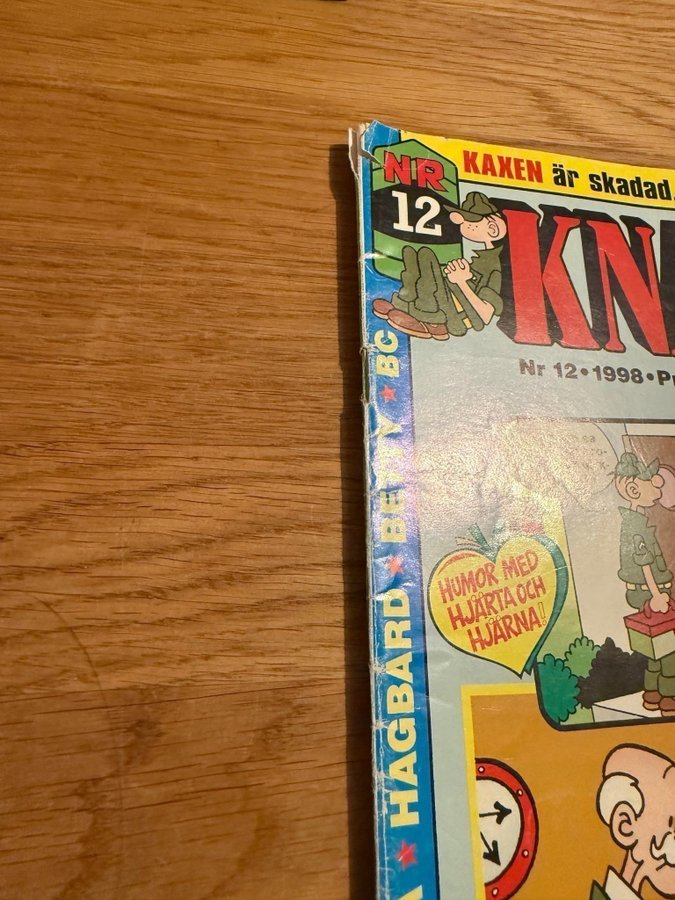 NR
12
KAXEN är skadad.
KN
Nr 12•1998•P
HUMOR MED
HJÄRTA OCH
HJÄRNA!
HAGBARD ★ BETTY ★ BC